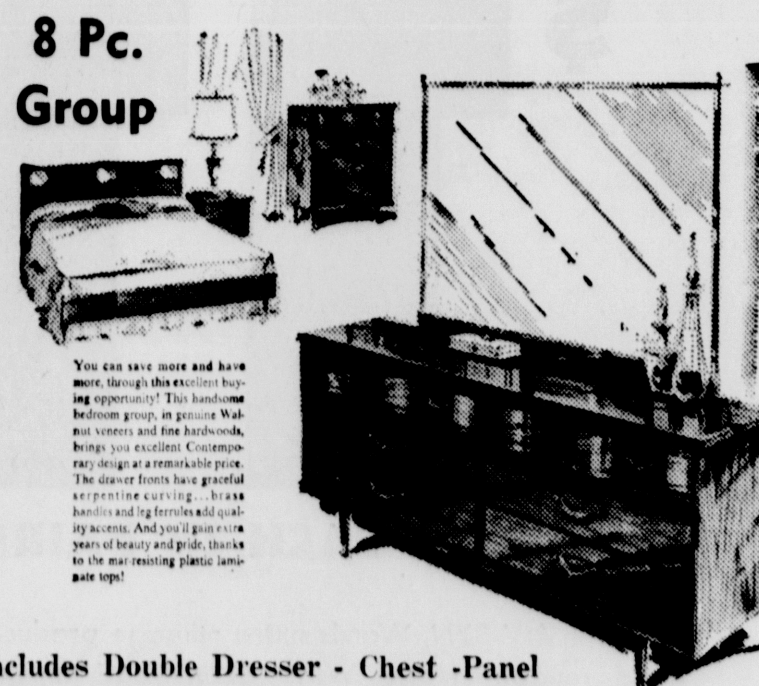 8 Pc.
Group
You can save more and have
more, through this excellent buy-
ing opportunity! This handsome
bedroom group, in genuine Wal-
nut veneers and fine hardwoods,
brings you excellent Contempo-
rary design at a remarkable price.
The drawer fronts have graceful
serpentine curving...brass
handles and leg ferrules add qual-
ity accents. And you'll gain extra
years of beauty and pride, thanks
to the mar-resisting plastic lami-
nate tops!
ncludes Double Dresser - Chest -Panel